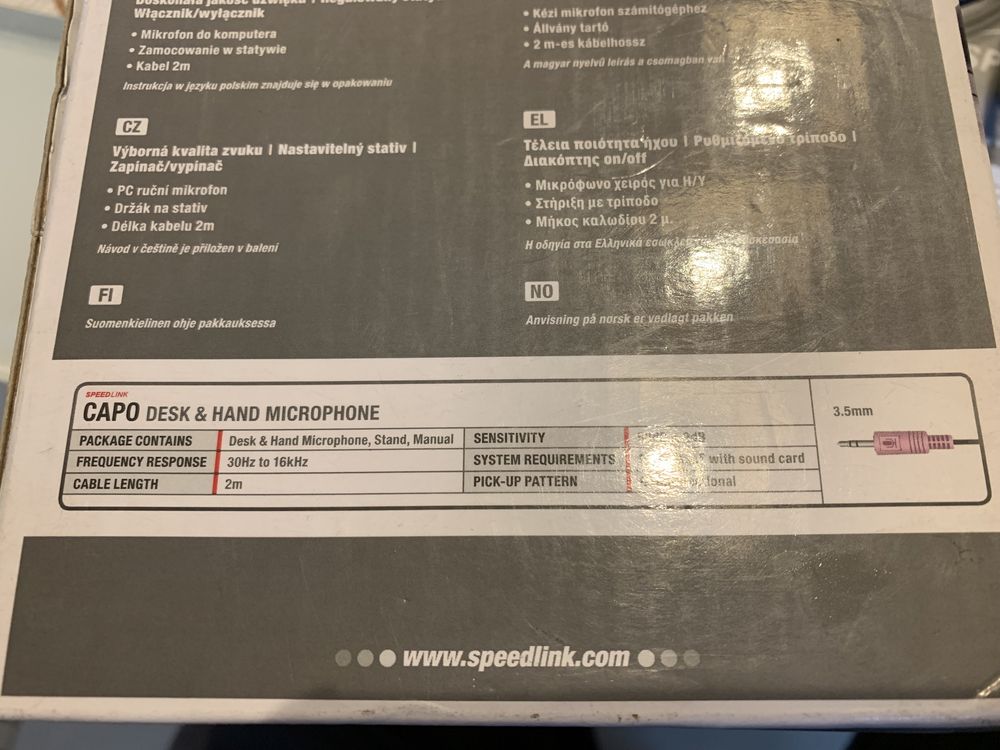 Doskonała jakość dźwięku | Regulowany
Włącznik/wyłącznik
• Mikrofon do komputera
• Zamocowanie w statywie
• Kabel 2m
Instrukcja w języku polskim znajduje się w opakowaniu
• Kézi mikrofon számítógéphez
• Állvány tartó
• 2 m-es kábelhossz
A magyar nyelvű leírás a csomagban van
CZ
Výborná kvalita zvuku | Nastavitelný stativ |
Zapínač/vypínač
• PC ruční mikrofon
• Držák na stativ
• Délka kabelu 2m
Návod v češtině je přiložen v balení
EL
Τέλεια ποιότητα ήχου | Ρυθμιζόμενο τρίποδο |
Διακόπτης on/off
• Μικρόφωνο χειρός για Η/Υ
• Στήριξη με τρίποδο
• Μήκος καλωδίου 2 μ.
Η οδηγία στα Ελληνικά
FI
Suomenkielinen ohje pakkauksessa
NO
Anvisning på norsk er vedlagt pakken
SPEEDLINK
CAPO DESK & HAND MICROPHONE
PACKAGE CONTAINS Desk & Hand Microphone, Stand, Manual SENSITIVITY
FREQUENCY RESPONSE 30Hz to 16kHz SYSTEM REQUIREMENTS with sound card
CABLE LENGTH 2m PICK-UP PATTERN
3.5mm
www.speedlink.com